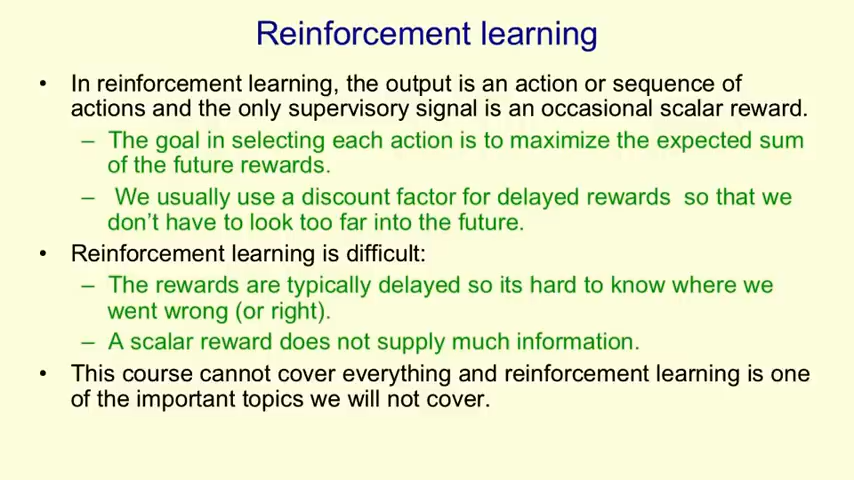 Reinforcement learning
• In reinforcement learning, the output is an action or sequence of
actions and the only supervisory signal is an occasional scalar reward.
– The goal in selecting each action is to maximize the expected sum
of the future rewards.
– We usually use a discount factor for delayed rewards so that we
don't have to look too far into the future.
• Reinforcement learning is difficult:
– The rewards are typically delayed so its hard to know where we
went wrong (or right).
– A scalar reward does not supply much information.
• This course cannot cover everything and reinforcement learning is one
of the important topics we will not cover.